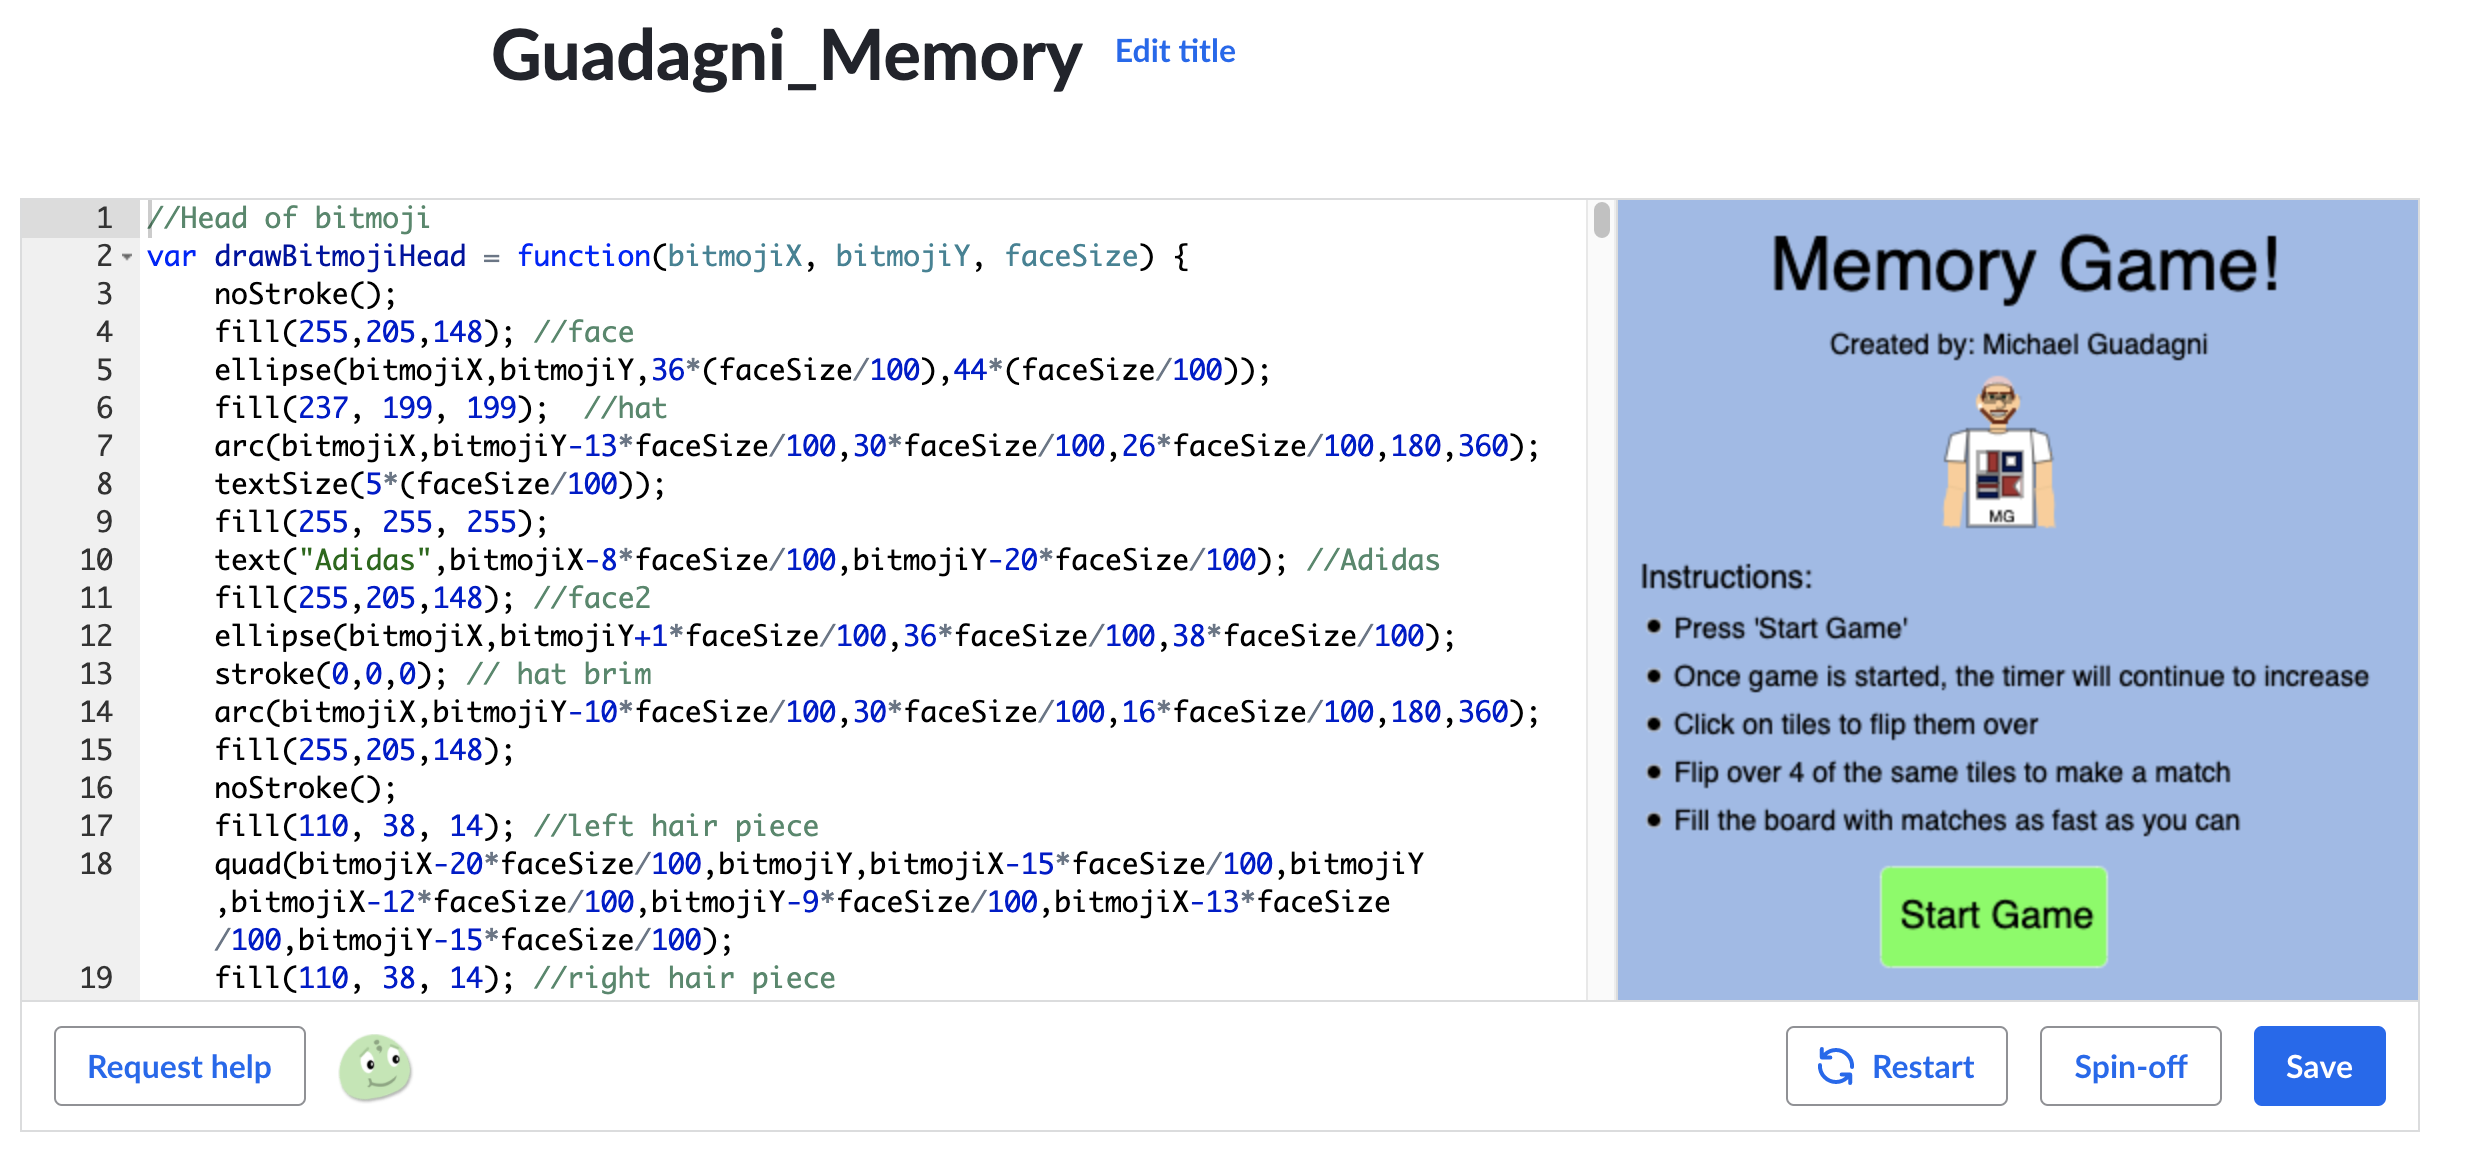 Guadagni_Memory Edit title
1 //Head of bitmoji
2 var drawBitmojiHead = function(bitmojiX, bitmojiY, faceSize) {
3 noStroke();
4 fill(255,205,148); //face
5 ellipse(bitmojiX,bitmojiY,36*(faceSize/100),44*(faceSize/100));
6 fill(237, 199, 199);  //hat
7 arc(bitmojiX,bitmojiY-13*faceSize/100,30*faceSize/100,26*faceSize/100,180,360);
8 textSize(5*(faceSize/100));
9 fill(255, 255, 255);
10 text("Adidas",bitmojiX-8*faceSize/100,bitmojiY-20*faceSize/100); //Adidas
11 fill(255,205,148); //face2
12 ellipse(bitmojiX,bitmojiY+1*faceSize/100,36*faceSize/100,38*faceSize/100);
13 stroke(0,0,0); // hat brim
14 arc(bitmojiX,bitmojiY-10*faceSize/100,30*faceSize/100,16*faceSize/100,180,360);
15 fill(255,205,148);
16 noStroke();
17 fill(110, 38, 14); //left hair piece
18 quad(bitmojiX-20*faceSize/100,bitmojiY,bitmojiX-15*faceSize/100,bitmojiY
,bitmojiX-12*faceSize/100,bitmojiY-9*faceSize/100,bitmojiX-13*faceSize
/100,bitmojiY-15*faceSize/100);
19 fill(110, 38, 14); //right hair piece
Memory Game!
Created by: Michael Guadagni
MG
Instructions:
• Press 'Start Game'
• Once game is started, the timer will continue to increase
• Click on tiles to flip them over
• Flip over 4 of the same tiles to make a match
• Fill the board with matches as fast as you can
Start Game
Request help
Restart
Spin-off
Save